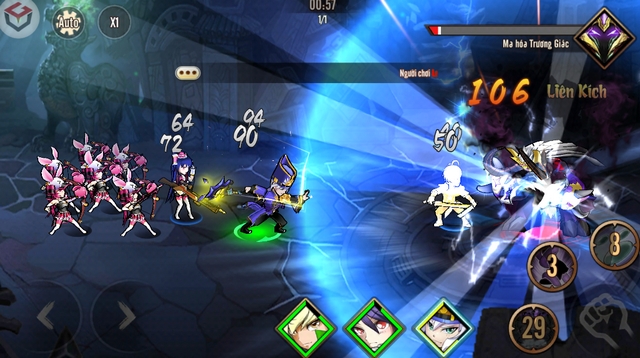 Auto
X1
00:57
1/1
Ma hóa Trương Giác
Người chơi
106 Liên Kích
64
72
94
90
50
8
3
29